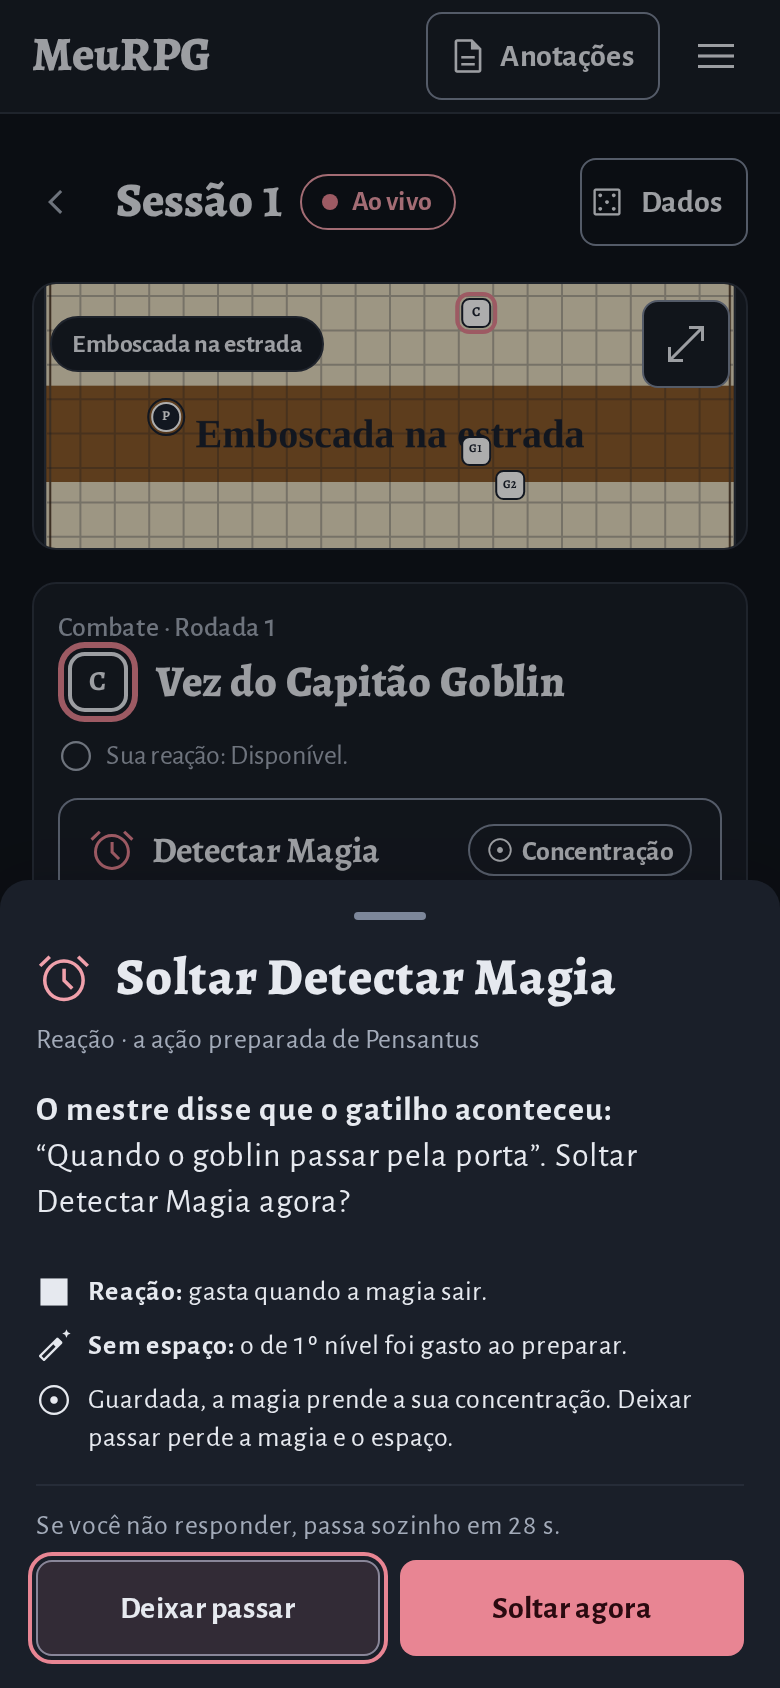 MeuRPG
Anotações
Sessão 1
Ao vivo
Dados
C
Emboscada na estrada
P
Emboscada na estrada
G1
G2
Combate · Rodada 1
C
Vez do Capitão Goblin
Sua reação: Disponível.
Detectar Magia
Concentração
Soltar Detectar Magia
Reação · a ação preparada de Pensantus
O mestre disse que o gatilho aconteceu:
“Quando o goblin passar pela porta”. Soltar
Detectar Magia agora?
Reação: gasta quando a magia sair.
Sem espaço: o de 1º nível foi gasto ao preparar.
Guardada, a magia prende a sua concentração. Deixar
passar perde a magia e o espaço.
Se você não responder, passa sozinho em 28 s.
Deixar passar
Soltar agora